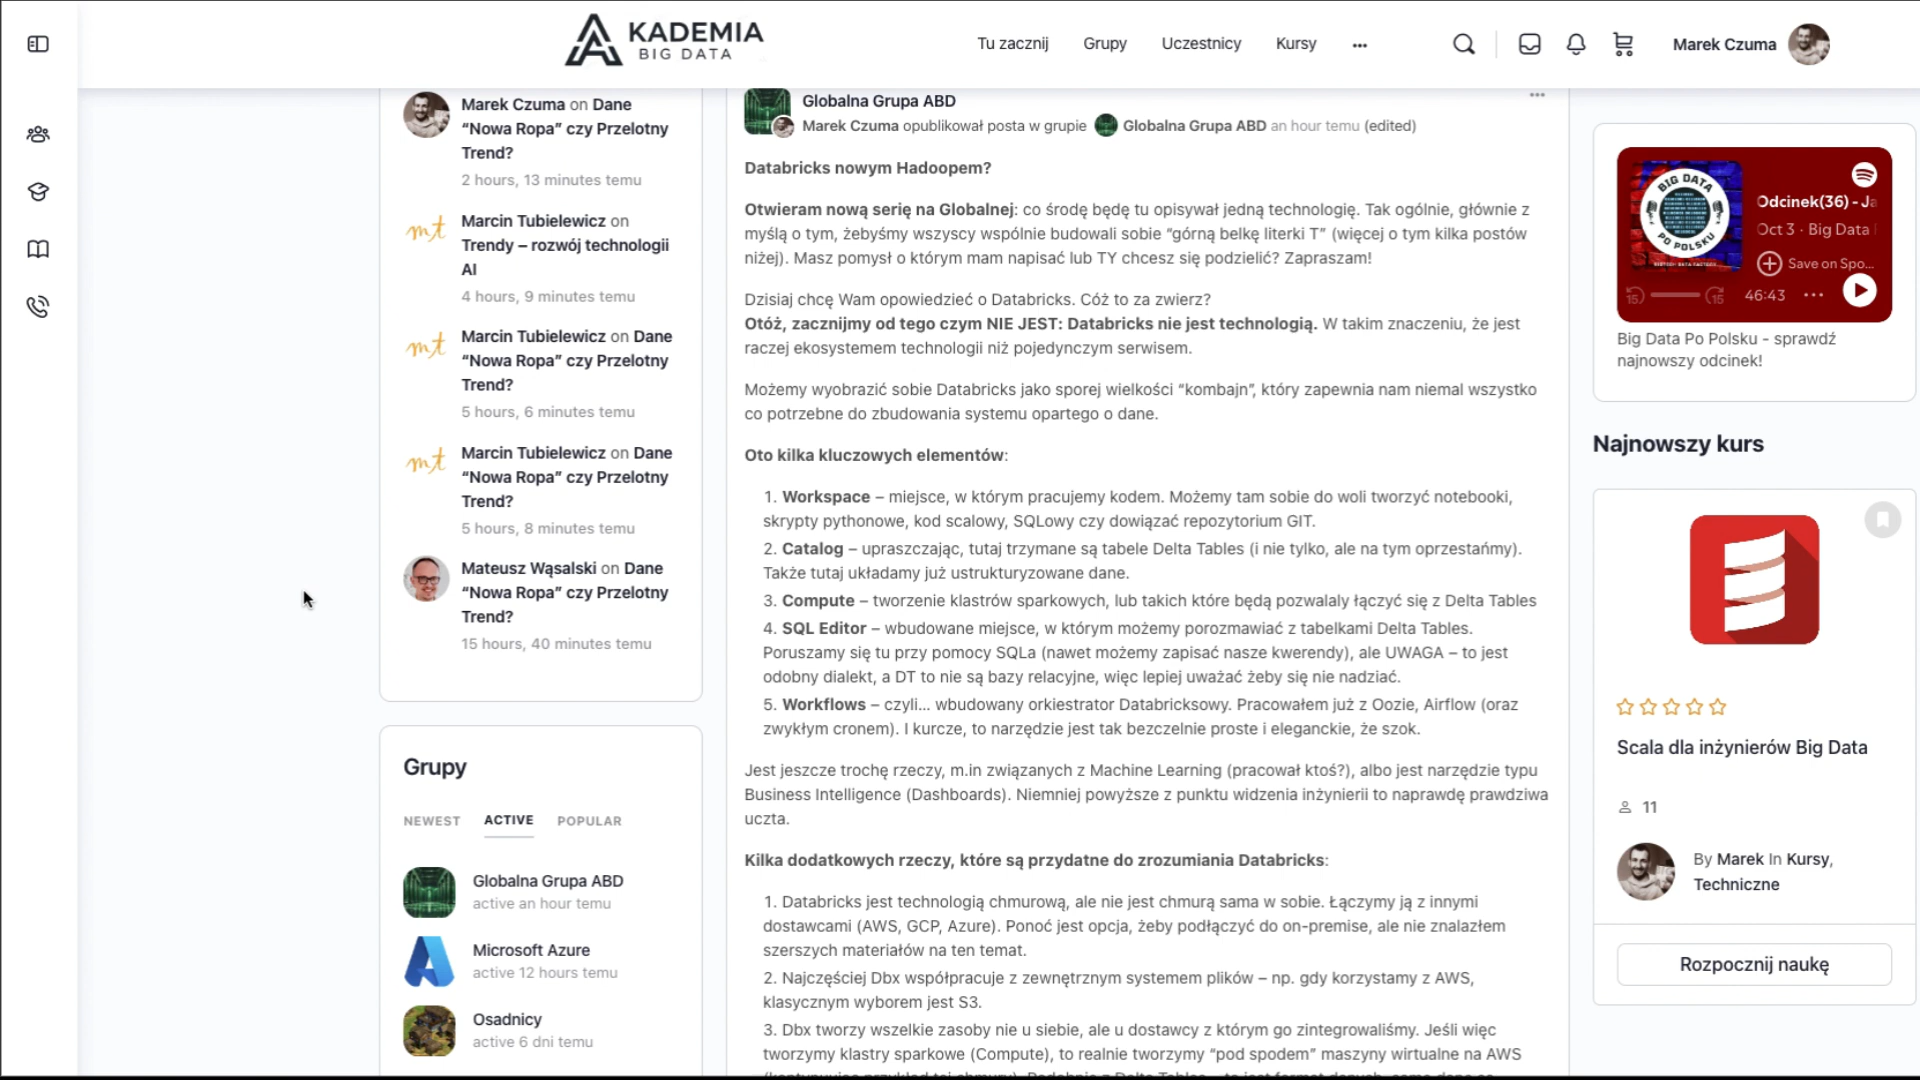 KADEMIA
BIG DATA
Tu zacznij
Grupy
Uczestnicy
Kursy
Marek Czuma
Marek Czuma on Dane
“Nowa Ropa” czy Przelotny
Trend?
2 hours, 13 minutes temu
Marcin Tubielewicz on
Trendy – rozwój technologii
AI
4 hours, 9 minutes temu
Marcin Tubielewicz on Dane
“Nowa Ropa” czy Przelotny
Trend?
5 hours, 6 minutes temu
Marcin Tubielewicz on Dane
“Nowa Ropa” czy Przelotny
Trend?
5 hours, 8 minutes temu
Mateusz Wąsalski on Dane
“Nowa Ropa” czy Przelotny
Trend?
15 hours, 40 minutes temu
Grupy
NEWEST ACTIVE POPULAR
Globalna Grupa ABD
active an hour temu
Microsoft Azure
active 12 hours temu
Osadnicy
active 6 dni temu
Globalna Grupa ABD
Marek Czuma opublikował posta w grupie Globalna Grupa ABD an hour temu (edited)
Databricks nowym Hadoopem?
Otwieram nową serię na Globalnej: co środę będę tu opisywał jedną technologię. Tak ogólnie, głównie z
myślą o tym, żebyśmy wszyscy wspólnie budowali sobie “górną belkę literki T” (więcej o tym kilka postów
niżej). Masz pomysł o którym mam napisać lub TY chcesz się podzielić? Zapraszam!
Dzisiaj chcę Wam opowiedzieć o Databricks. Cóż to za zwierz?
Otóż, zacznijmy od tego czym NIE JEST: Databricks nie jest technologią. W takim znaczeniu, że jest
raczej ekosystemem technologii niż pojedynczym serwisem.
Możemy wyobrazić sobie Databricks jako sporej wielkości “kombajn”, który zapewnia nam niemal wszystko
co potrzebne do zbudowania systemu opartego o dane.
Oto kilka kluczowych elementów:
1. Workspace – miejsce, w którym pracujemy kodem. Możemy tam sobie do woli tworzyć notebooki,
skrypty pythonowe, kod scalowy, SQLowy czy dowiązać repozytorium GIT.
2. Catalog – upraszczając, tutaj trzymane są tabele Delta Tables (i nie tylko, ale na tym oprzestańmy).
Także tutaj układamy już ustrukturyzowane dane.
3. Compute – tworzenie klastrów sparkowych, lub takich które będą pozwalaly łączyć się z Delta Tables
4. SQL Editor – wbudowane miejsce, w którym możemy porozmawiać z tabelkami Delta Tables.
Poruszamy się tu przy pomocy SQLa (nawet możemy zapisać nasze kwerendy), ale UWAGA – to jest
odobny dialekt, a DT to nie są bazy relacyjne, więc lepiej uważać żeby się nie nadziać.
5. Workflows – czyli… wbudowany orkiestrator Databricksowy. Pracowałem już z Oozie, Airflow (oraz
zwykłym cronem). I kurcze, to narzędzie jest tak bezczelnie proste i eleganckie, że szok.
Jest jeszcze trochę rzeczy, m.in związanych z Machine Learning (pracował ktoś?), albo jest narzędzie typu
Business Intelligence (Dashboards). Niemniej powyższe z punktu widzenia inżynierii to naprawdę prawdziwa
uczta.
Kilka dodatkowych rzeczy, które są przydatne do zrozumiania Databricks:
1. Databricks jest technologią chmurową, ale nie jest chmurą sama w sobie. Łączymy ją z innymi
dostawcami (AWS, GCP, Azure). Ponoć jest opcja, żeby podłączyć do on-premise, ale nie znalazłem
szerszych materiałów na ten temat.
2. Najczęściej Dbx współpracuje z zewnętrznym systemem plików – np. gdy korzystamy z AWS,
klasycznym wyborem jest S3.
3. Dbx tworzy wszelkie zasoby nie u siebie, ale u dostawcy z którym go zintegrowaliśmy. Jeśli więc
tworzymy klastry sparkowe (Compute), to realnie tworzymy “pod spodem” maszyny wirtualne na AWS
BIG DATA
PO POLSKU
Odcinek(36) - Ja
Oct 3 · Big Data
Save on Spo...
15
15
46:43
Big Data Po Polsku - sprawdź
najnowszy odcinek!
Najnowszy kurs
Scala dla inżynierów Big Data
11
By Marek In Kursy,
Techniczne
Rozpocznij naukę